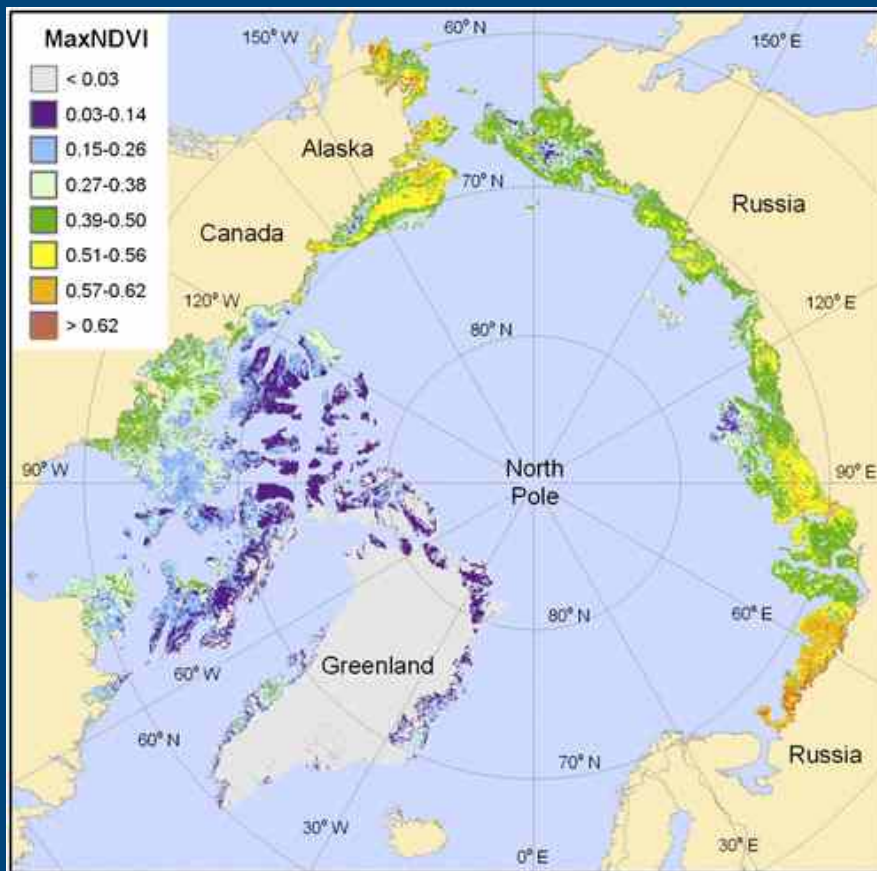 MaxNDVI
< 0.03
0.03-0.14
0.15-0.26
0.27-0.38
0.39-0.50
0.51-0.56
0.57-0.62
> 0.62
150° W
60° N
150° E
Alaska
70° N
Russia
Canada
120° W
120° E
80° N
90° W
North
Pole
90° E
80° N
60° E
60° W
Greenland
60° N
70° N
Russia
30° W
0° E
30° E